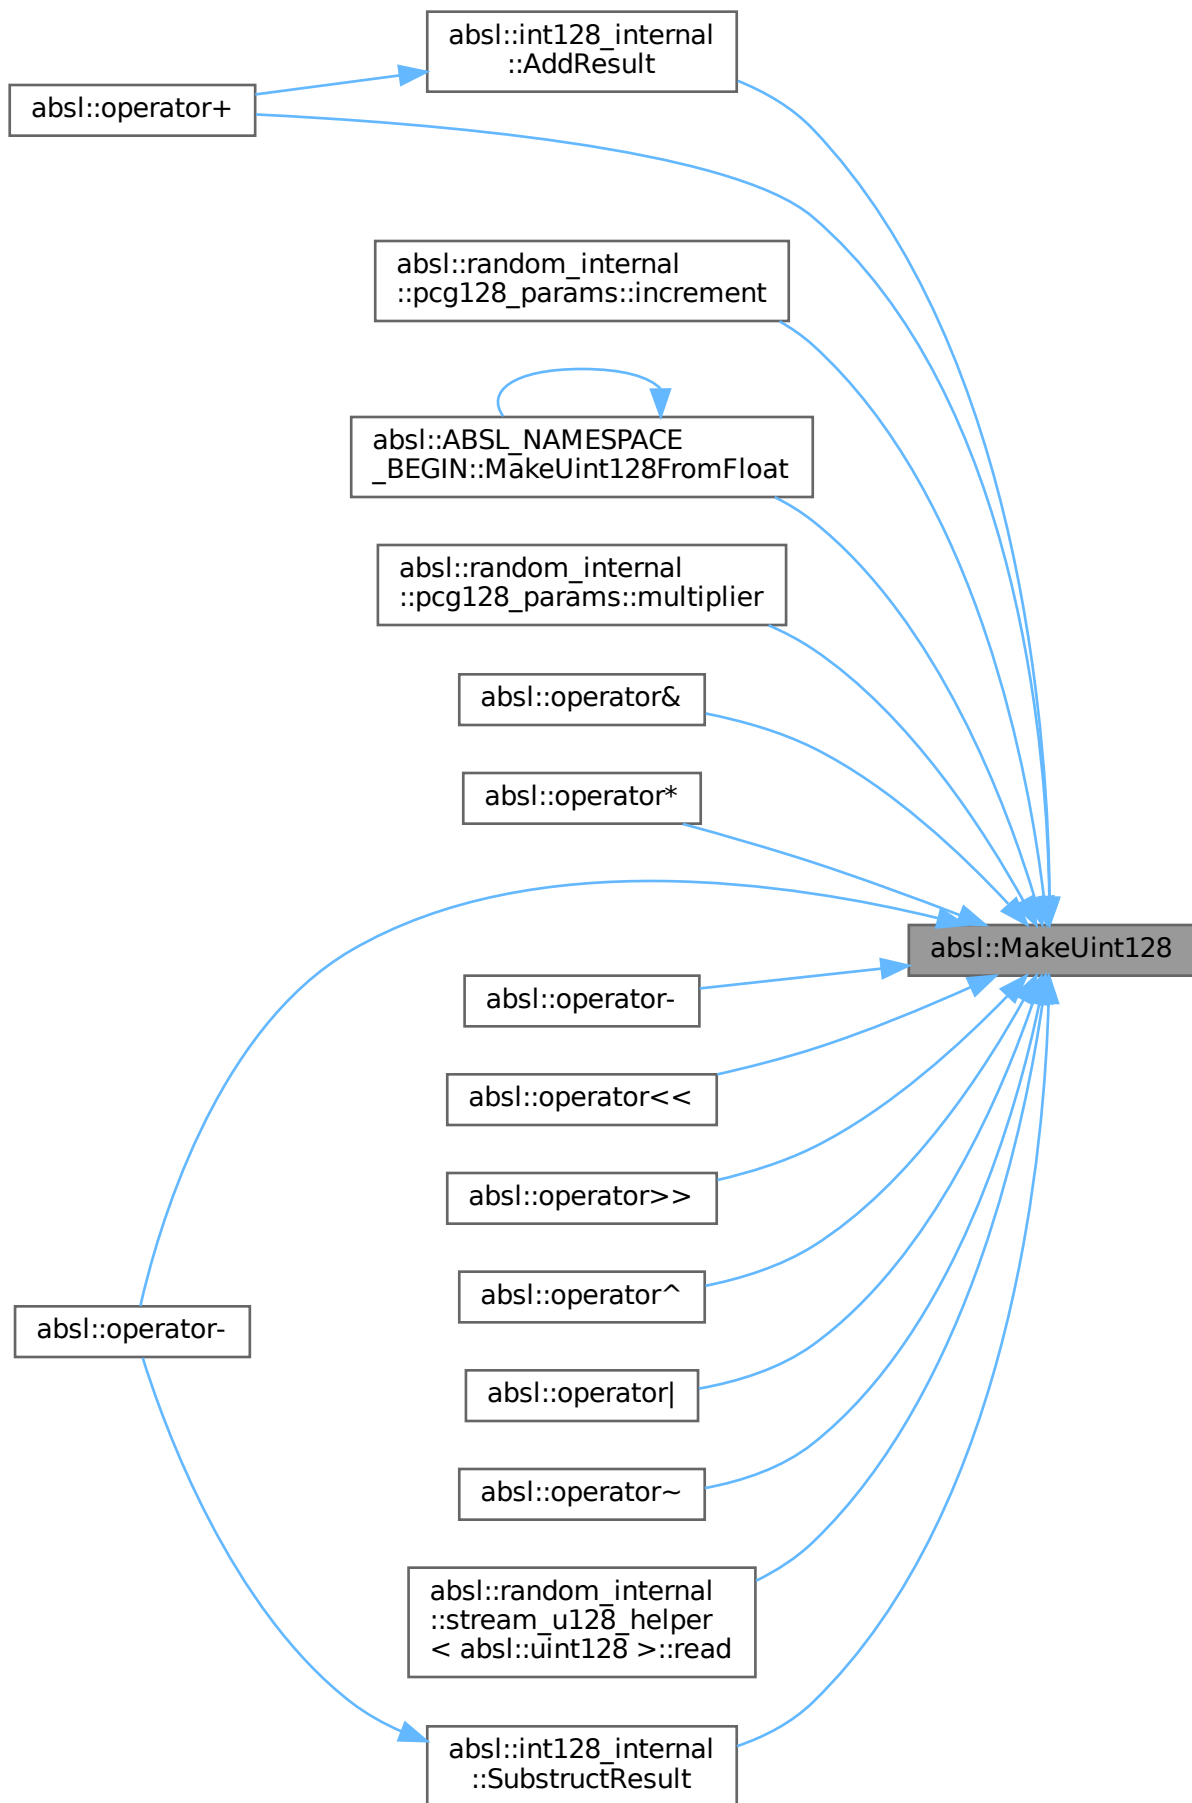 absl::int128_internal
::AddResult
absl::operator+
absl::random_internal
::pcg128_params::increment
absl::ABSL_NAMESPACE
_BEGIN::MakeUint128FromFloat
absl::random_internal
::pcg128_params::multiplier
absl::operator&
absl::operator*
absl::MakeUint128
absl::operator-
absl::operator<<
absl::operator>>
absl::operator^
absl::operator-
absl::operator|
absl::operator~
absl::random_internal
::stream_u128_helper
< absl::uint128 >::read
absl::int128_internal
::SubstructResult